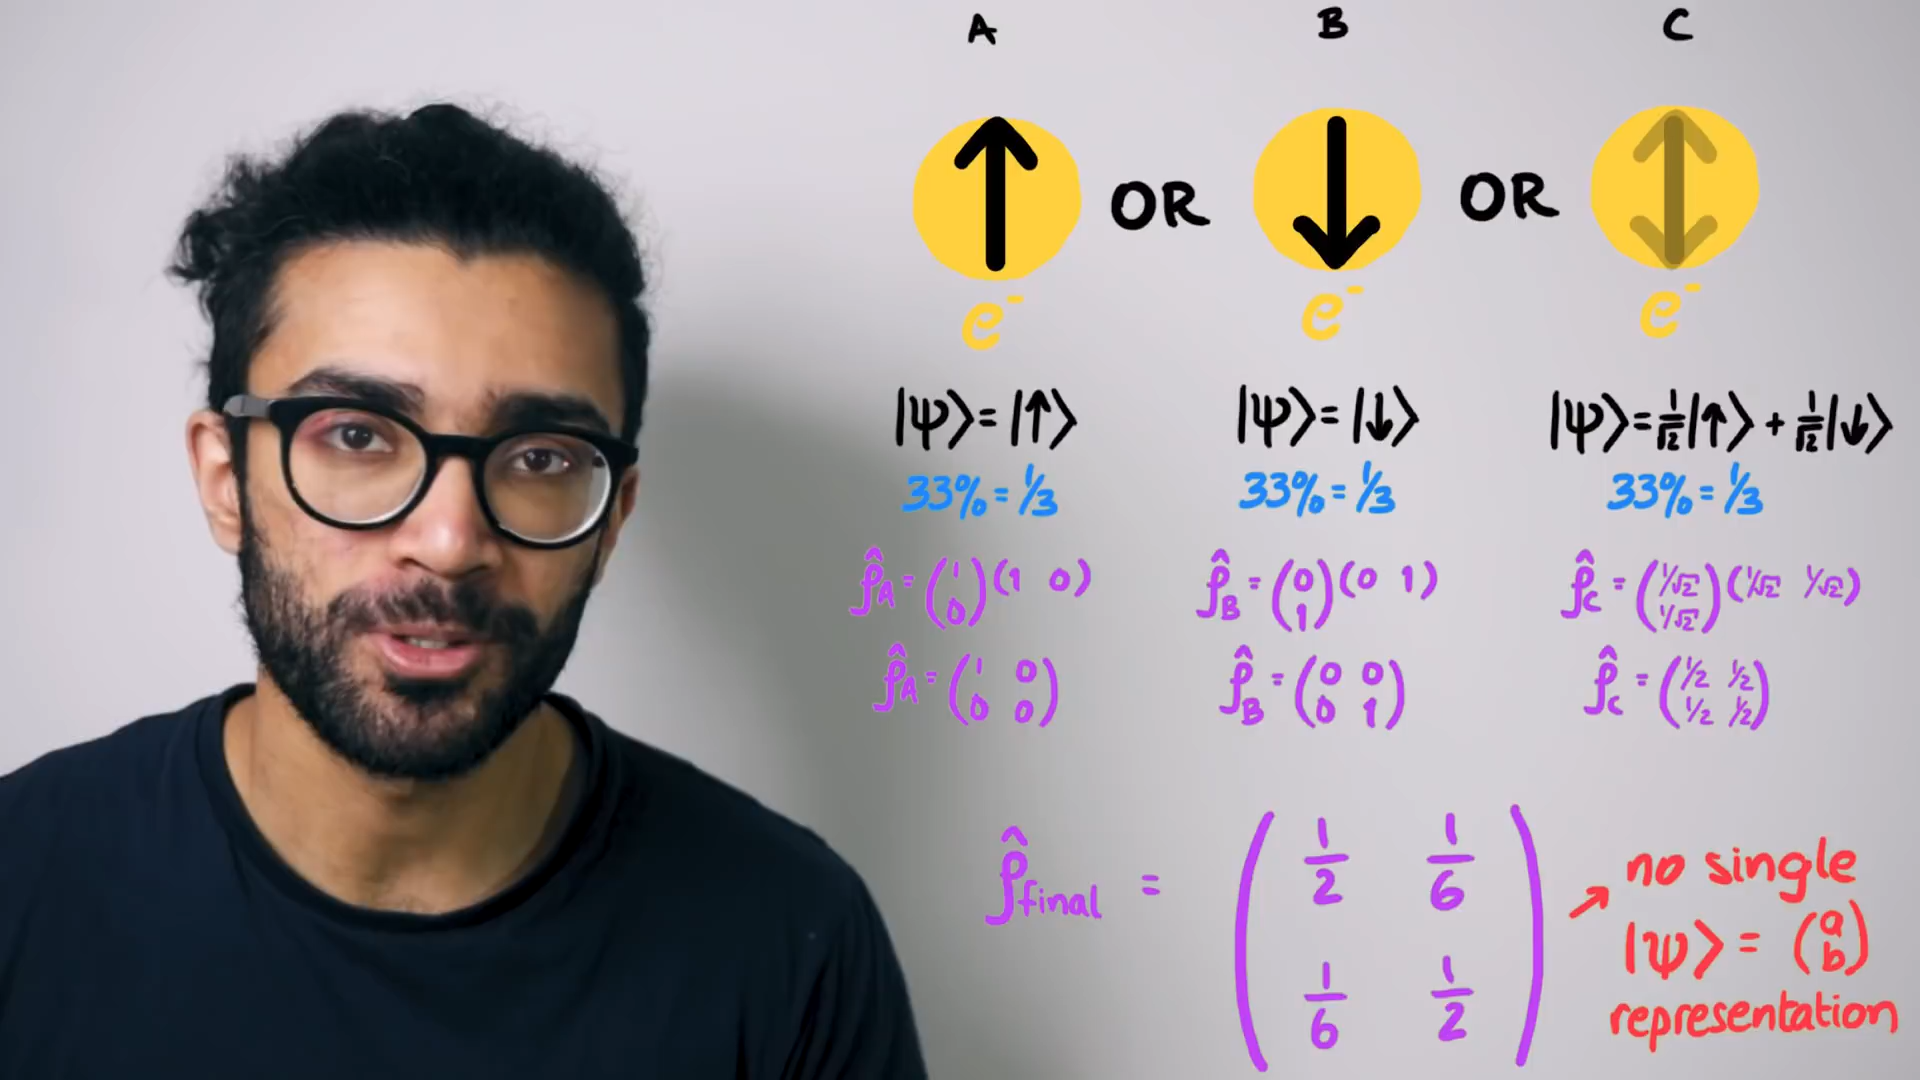 A B C
OR OR
e⁻ e⁻ e⁻
|ψ⟩=|↑⟩ |ψ⟩=|↓⟩ |ψ⟩=1/√2|↑⟩+1/√2|↓⟩
33%=1/3 33%=1/3 33%=1/3
ρ̂A=(1 0)(1 0) ρ̂B=(0 1)(0 1) ρ̂C=(1/√2 1/√2)(1/√2 1/√2)
ρ̂A=(1 0 ρ̂B=(0 0 ρ̂C=(1/2 1/2
0 0) 0 1) 1/2 1/2)
ρ̂final = (1/2 1/6
1/6 1/2)
no single
|ψ⟩=(a b)
representation